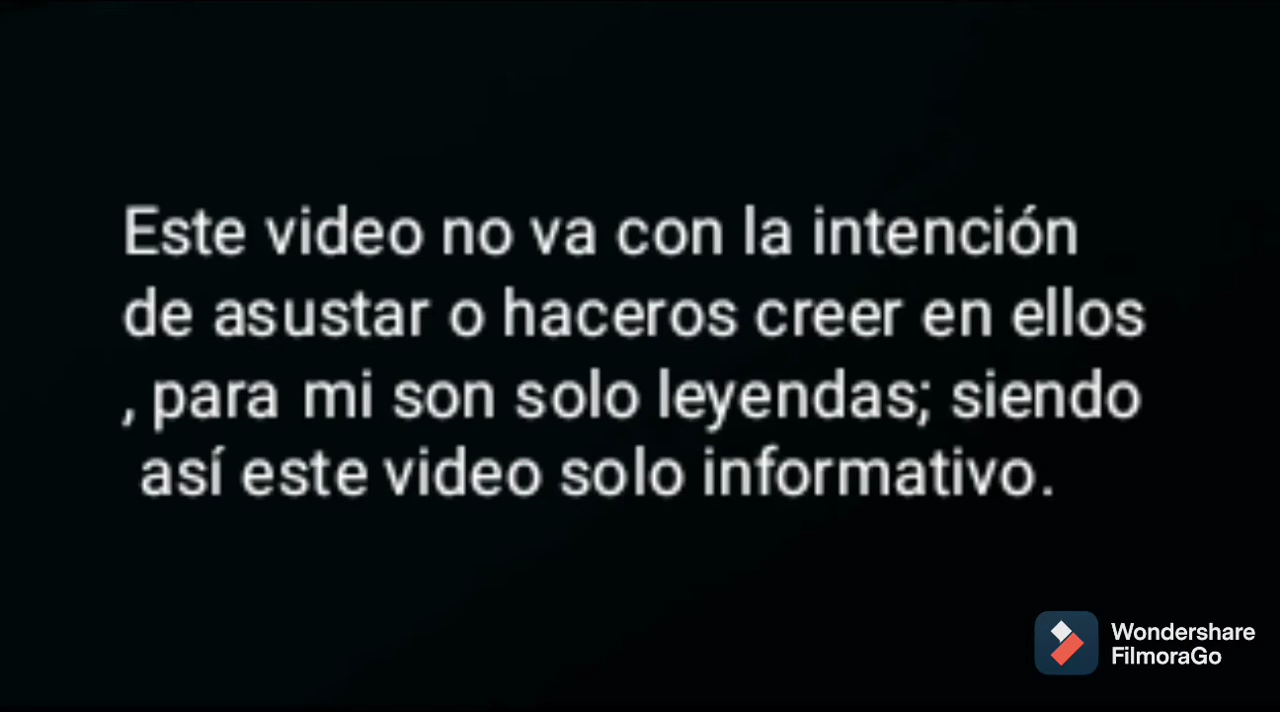 Este video no va con la intención
de asustar o haceros creer en ellos
, para mi son solo leyendas; siendo
así este video solo informativo.
Wondershare
FilmoraGo